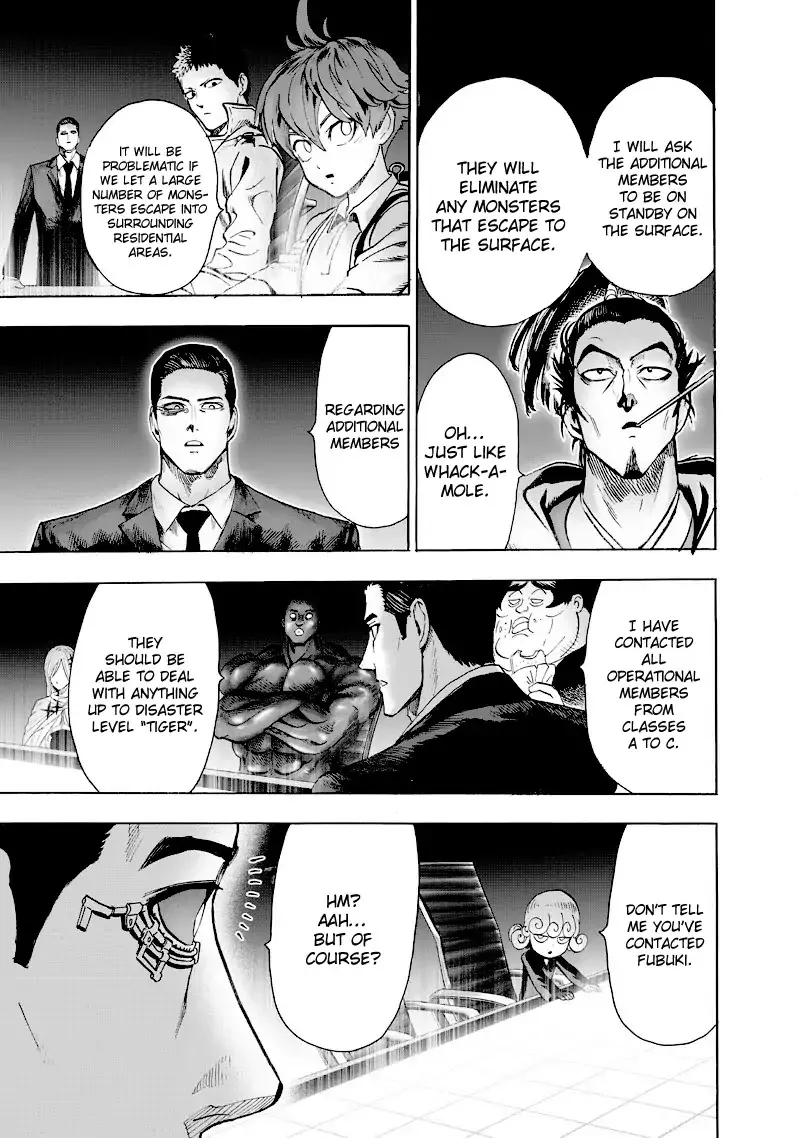 I WILL ASK
THE ADDITIONAL
MEMBERS
TO BE ON
STANDBY ON
THE SURFACE.
THEY WILL
ELIMINATE
ANY MONSTERS
THAT ESCAPE TO
THE SURFACE.
OH...
JUST LIKE
WHACK-A-
MOLE.
IT WILL BE
PROBLEMATIC IF
WE LET A LARGE
NUMBER OF MONS-
TERS ESCAPE INTO
SURROUNDING
RESIDENTIAL
AREAS.
REGARDING
ADDITIONAL
MEMBERS
I HAVE
CONTACTED
ALL
OPERATIONAL
MEMBERS
FROM
CLASSES
A TO C.
THEY
SHOULD BE
ABLE TO DEAL
WITH ANYTHING
UP TO DISASTER
LEVEL "TIGER".
DON'T TELL
ME YOU'VE
CONTACTED
FUBUKI.
HM?
AAH...
BUT OF
COURSE?